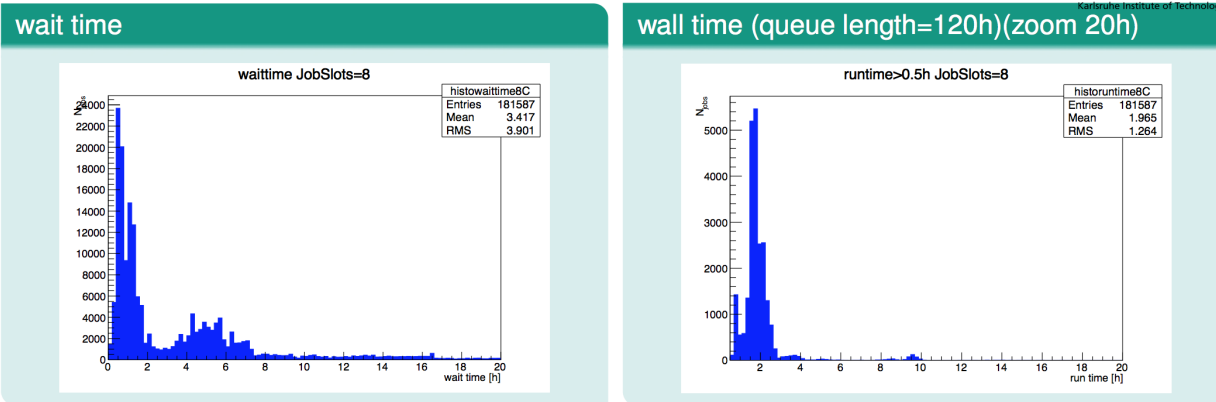 Karlsruhe Institute of Technolo
wait time
waittime JobSlots=8
histowaittime8C
Entries 181587
Mean 3.417
RMS 3.901
24000
22000
20000
18000
16000
14000
12000
10000
8000
6000
4000
2000
0
0 2 4 6 8 10 12 14 16 18 20
wait time [h]
wall time (queue length=120h)(zoom 20h)
runtime>0.5h JobSlots=8
historuntime8C
Entries 181587
Mean 1.965
RMS 1.264
N jobs
5000
4000
3000
2000
1000
0
2 4 6 8 10 12 14 16 18 20
run time [h]